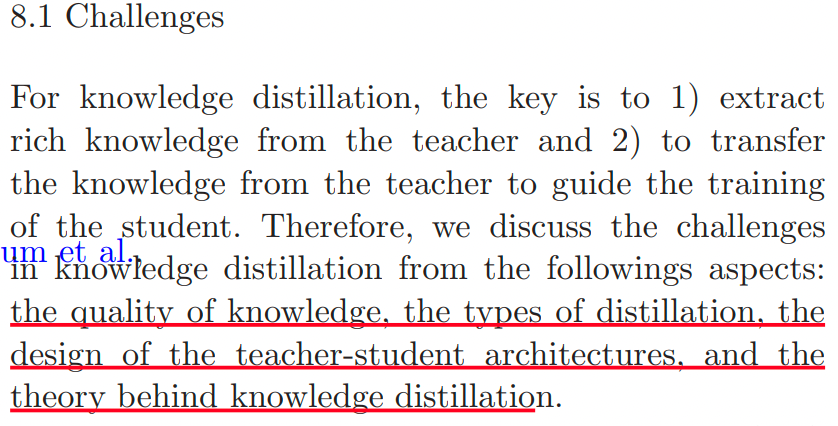 8.1 Challenges
For knowledge distillation, the key is to 1) extract
rich knowledge from the teacher and 2) to transfer
the knowledge from the teacher to guide the training
of the student. Therefore, we discuss the challenges
um et al.,
in knowledge distillation from the followings aspects:
the quality of knowledge, the types of distillation, the
design of the teacher-student architectures, and the
theory behind knowledge distillation.